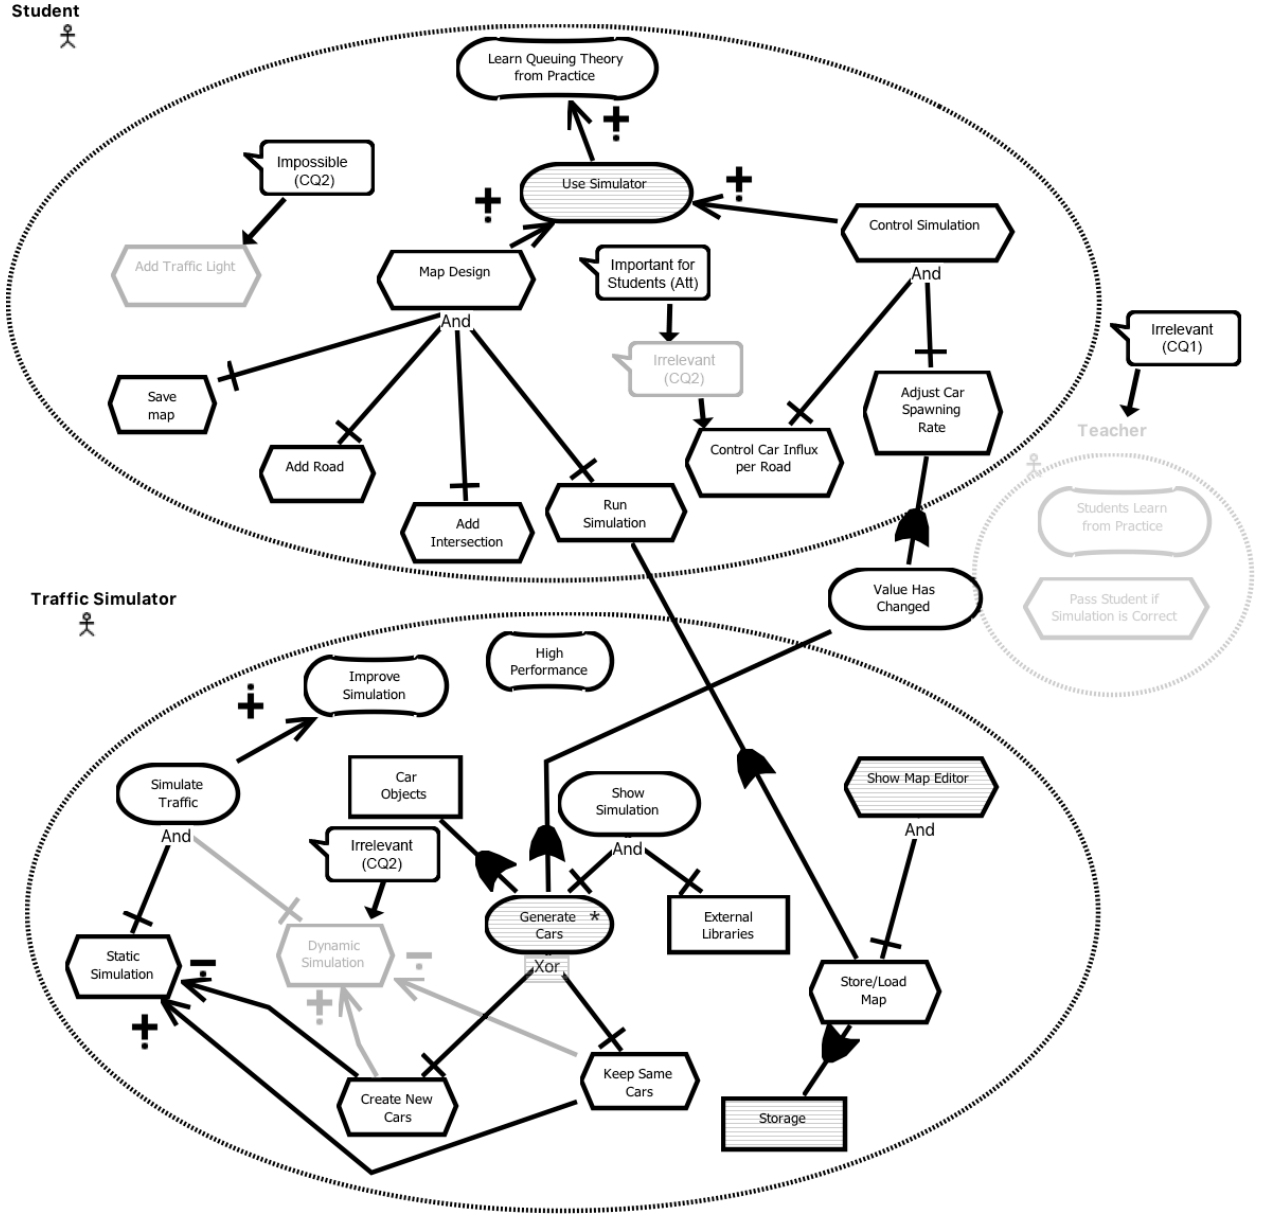 Student
Learn Queuing Theory
from Practice
Impossible
(CQ2)
Use Simulator
Add Traffic Light
Map Design
And
Important for
Students (Att)
Control Simulation
And
Irrelevant
(CQ2)
Irrelevant
(CQ1)
Save
map
Add Road
Add
Intersection
Run
Simulation
Control Car Influx
per Road
Adjust Car
Spawning
Rate
Teacher
Students Learn
from Practice
Pass Student if
Simulation is Correct
Value Has
Changed
Traffic Simulator
Improve
Simulation
High
Performance
Simulate
Traffic
And
Car
Objects
Show
Simulation
And
Show Map Editor
And
Irrelevant
(CQ2)
Generate *
Cars
Xor
External
Libraries
Static
Simulation
Dynamic
Simulation
Store/Load
Map
Create New
Cars
Keep Same
Cars
Storage